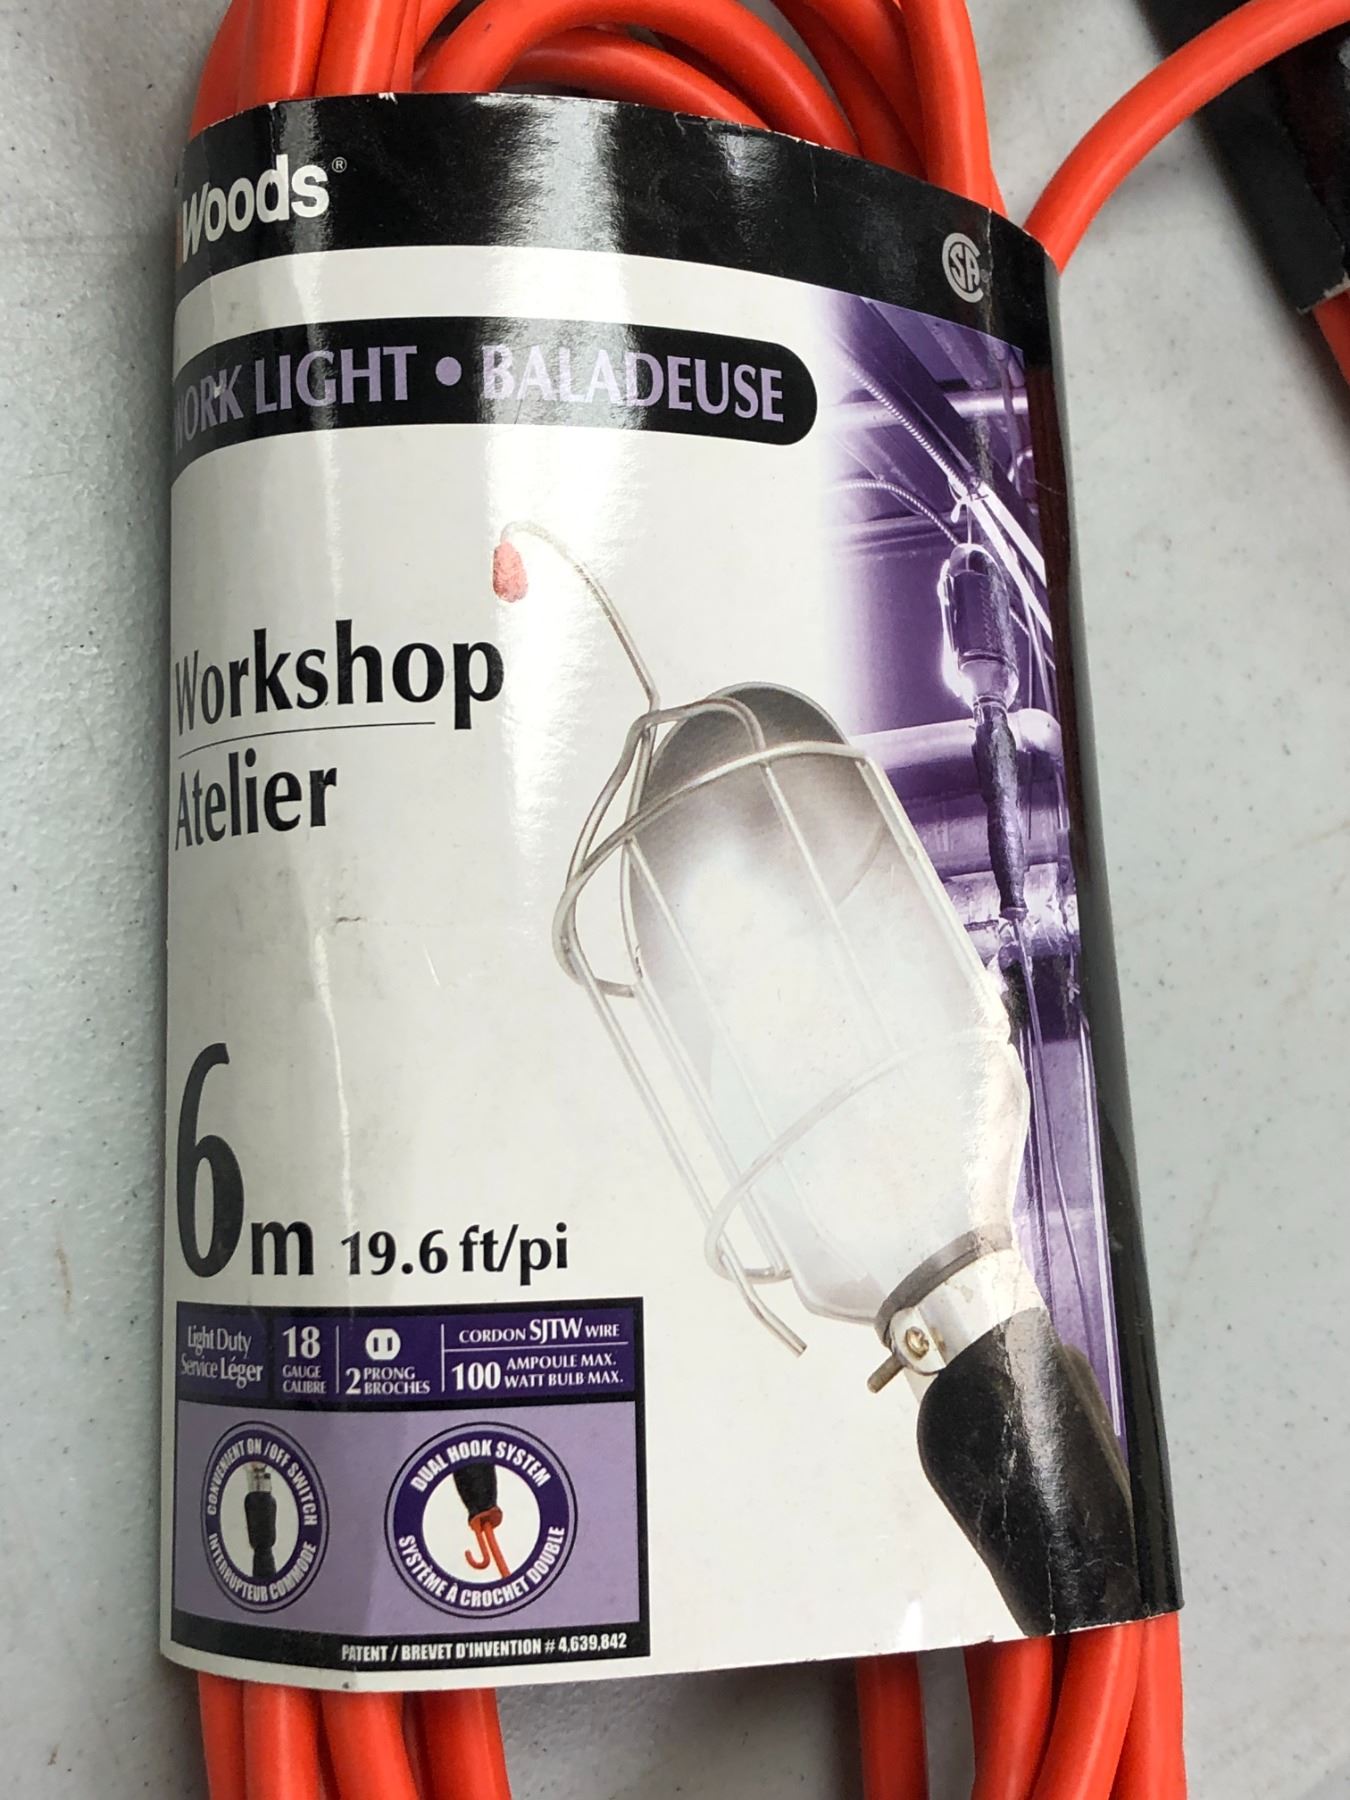 Woods®
CSA®
WORK LIGHT • BALADEUSE
Workshop
Atelier
6m 19.6 ft/pi
Light Duty
Service Léger
18
GAUGE
CALIBRE
2 PRONG
BROCHES
CORDON SJTW WIRE
100 AMPOULE MAX.
WATT BULB MAX.
CONVENIENT ON/OFF SWITCH
INTERRUPTEUR COMMODE
DUAL HOOK SYSTEM
SYSTÈME À CROCHET DOUBLE
PATENT / BREVET D'INVENTION # 4,639,842